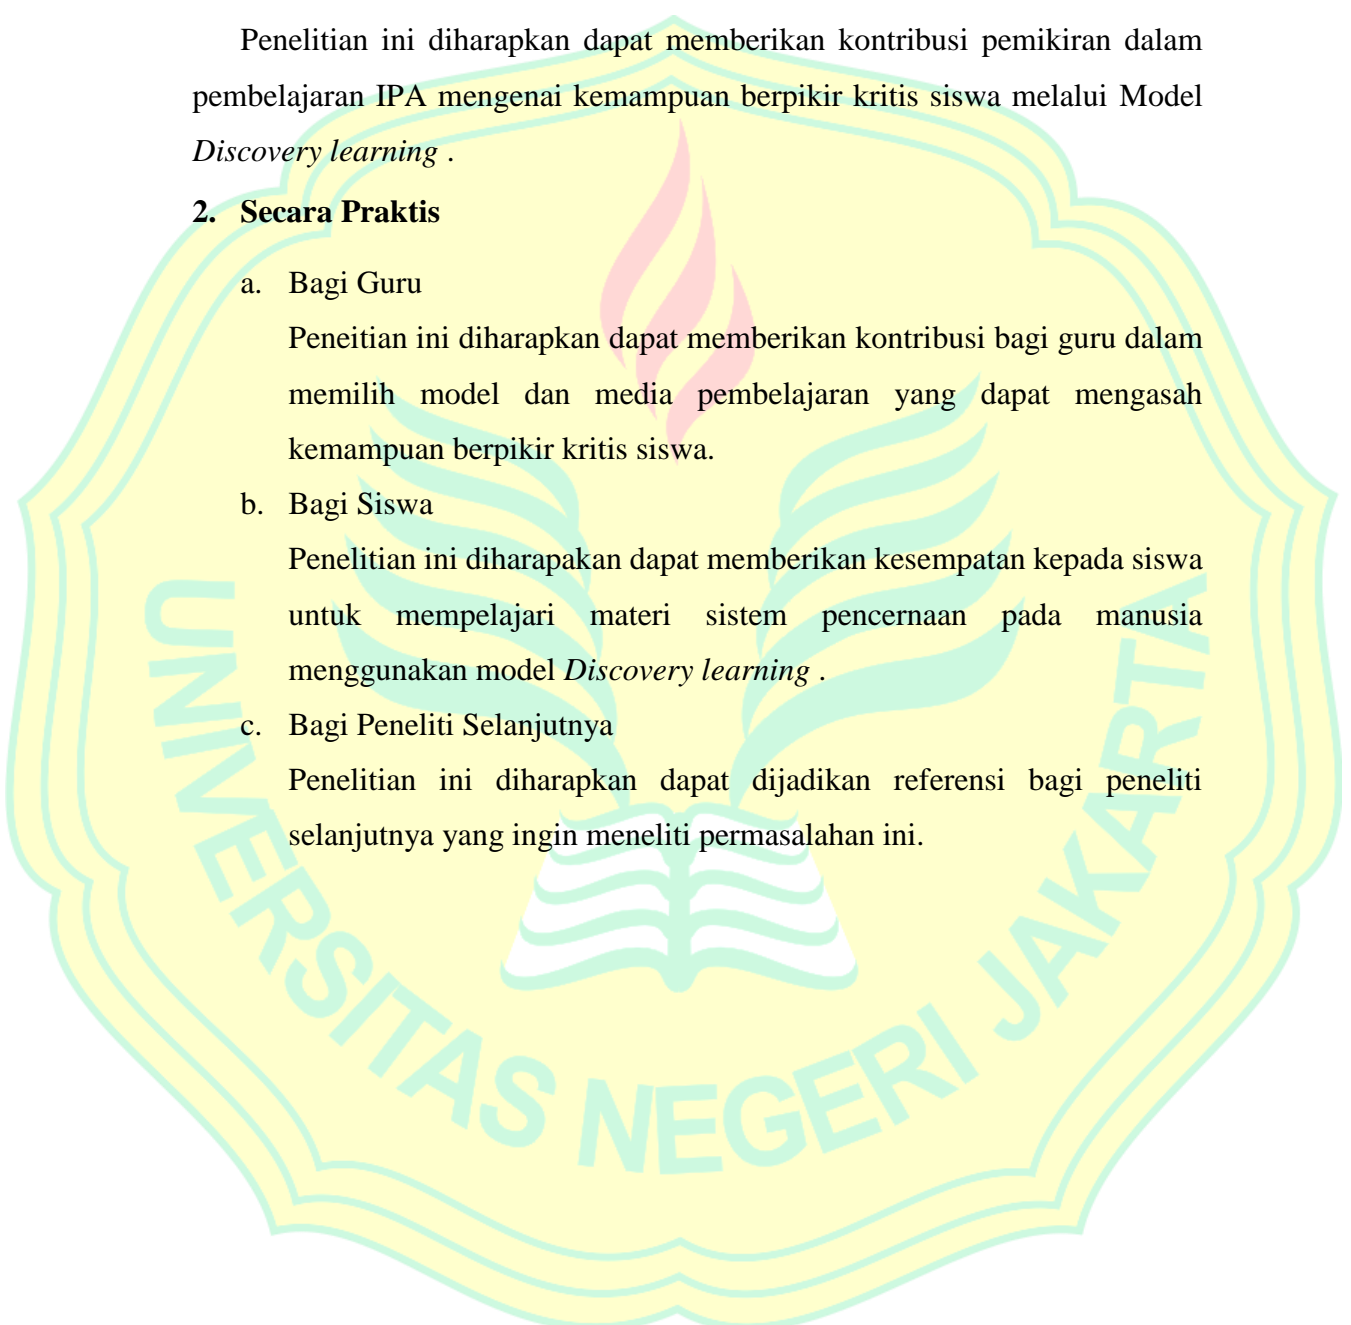 Penelitian ini diharapkan dapat memberikan kontribusi pemikiran dalam
pembelajaran IPA mengenai kemampuan berpikir kritis siswa melalui Model
Discovery learning .
2. Secara Praktis
a. Bagi Guru
Peneitian ini diharapkan dapat memberikan kontribusi bagi guru dalam
memilih model dan media pembelajaran yang dapat mengasah
kemampuan berpikir kritis siswa.
b. Bagi Siswa
Penelitian ini diharapakan dapat memberikan kesempatan kepada siswa
untuk mempelajari materi sistem pencernaan pada manusia
menggunakan model Discovery learning .
c. Bagi Peneliti Selanjutnya
Penelitian ini diharapkan dapat dijadikan referensi bagi peneliti
selanjutnya yang ingin meneliti permasalahan ini.
UNIVERSITAS NEGERI JAKARTA